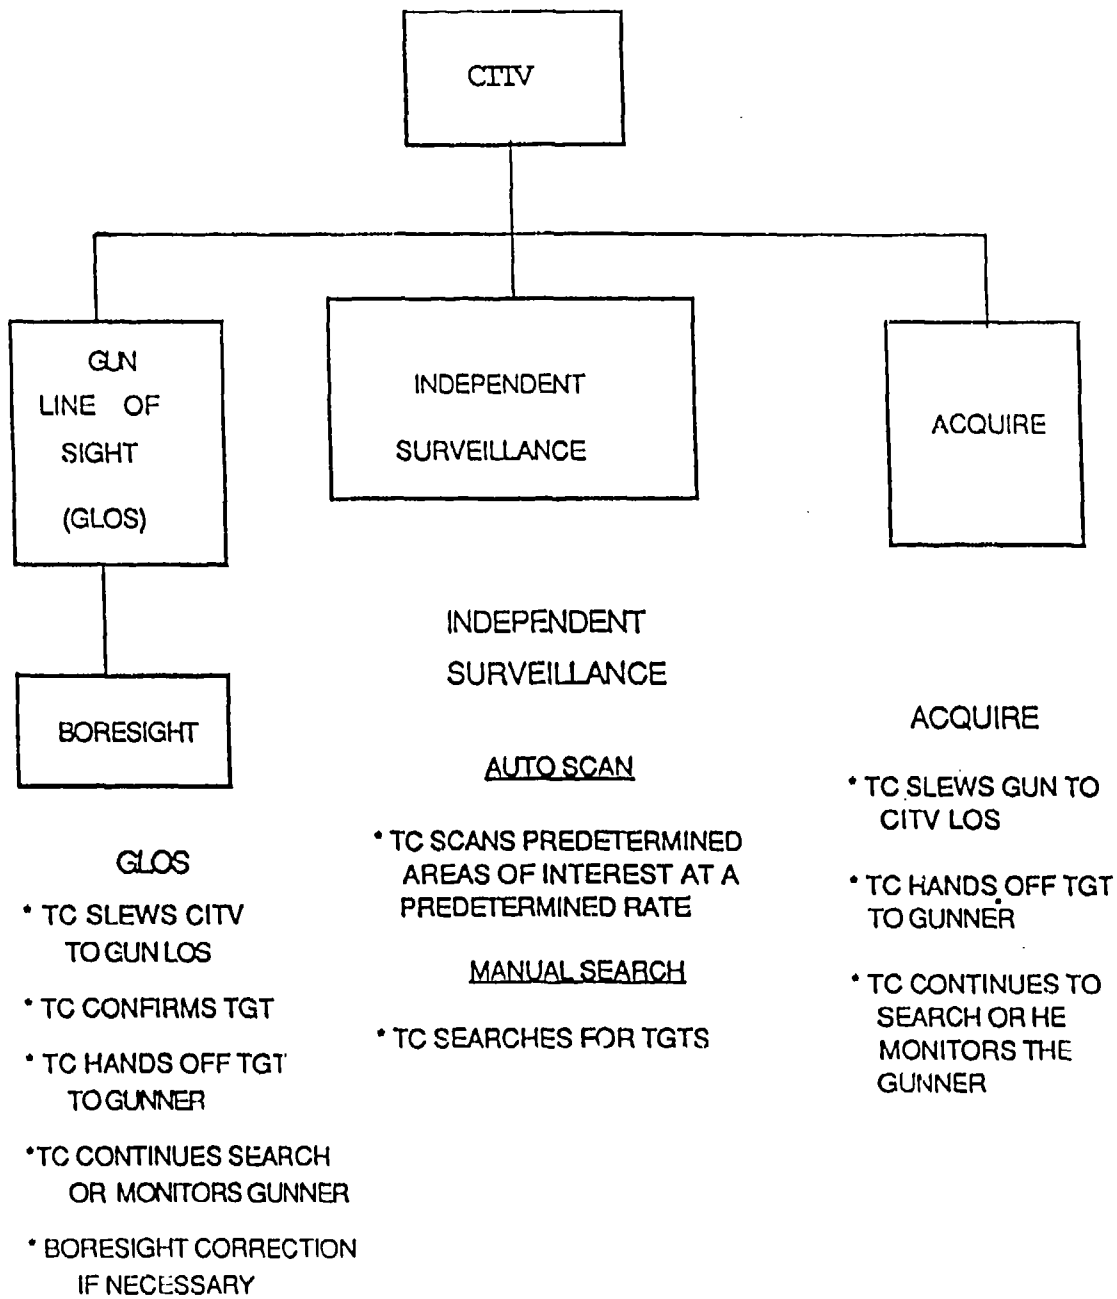 CTIV
GUN
LINE OF
SIGHT
(GLOS)
INDEPENDENT
SURVEILLANCE
ACQUIRE
BORESIGHT
GLOS
* TC SLEWS CITV
TO GUN LOS
* TC CONFIRMS TGT
* TC HANDS OFF TGT
TO GUNNER
*TC CONTINUES SEARCH
OR MONITORS GUNNER
* BORESIGHT CORRECTION
IF NECESSARY
INDEPENDENT
SURVEILLANCE
AUTO SCAN
* TC SCANS PREDETERMINED
AREAS OF INTEREST AT A
PREDETERMINED RATE
MANUAL SEARCH
* TC SEARCHES FOR TGTS
ACQUIRE
* TC SLEWS GUN TO
CITV LOS
* TC HANDS OFF TGT
TO GUNNER
* TC CONTINUES TO
SEARCH OR HE
MONITORS THE
GUNNER